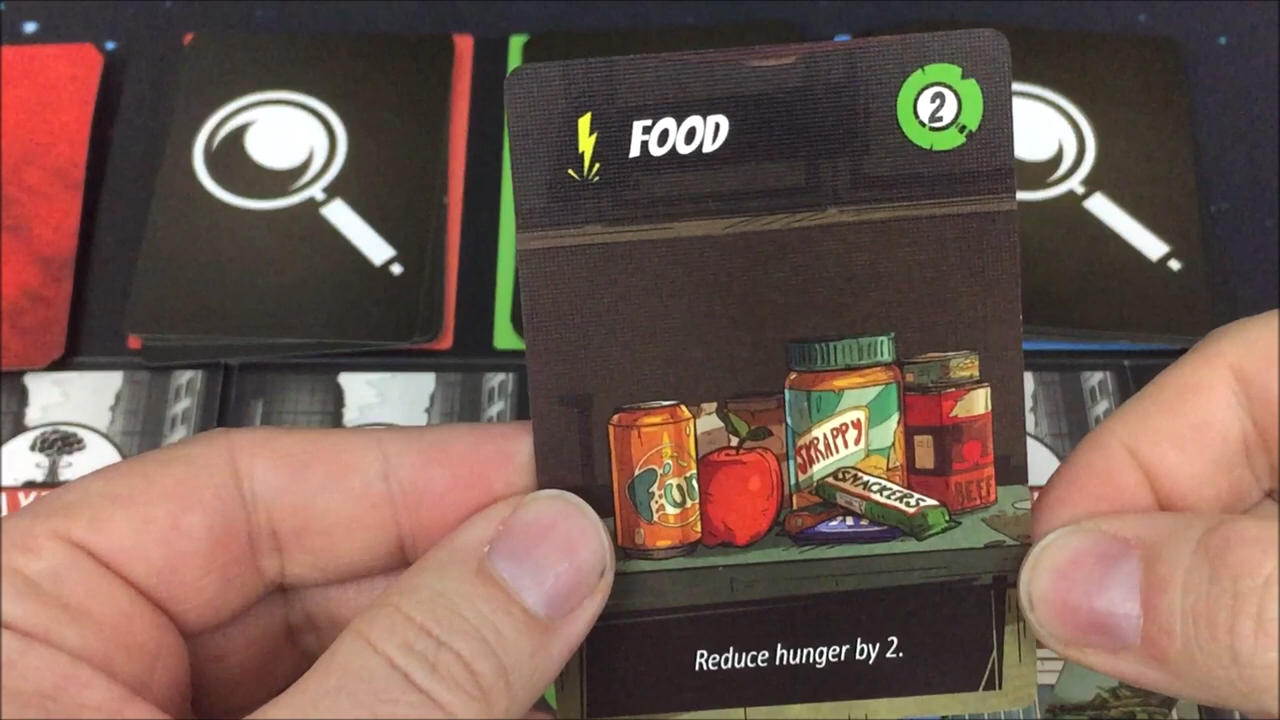 FOOD
2
SKRAPPY
SNACKERS
BEEF
Reduce hunger by 2.